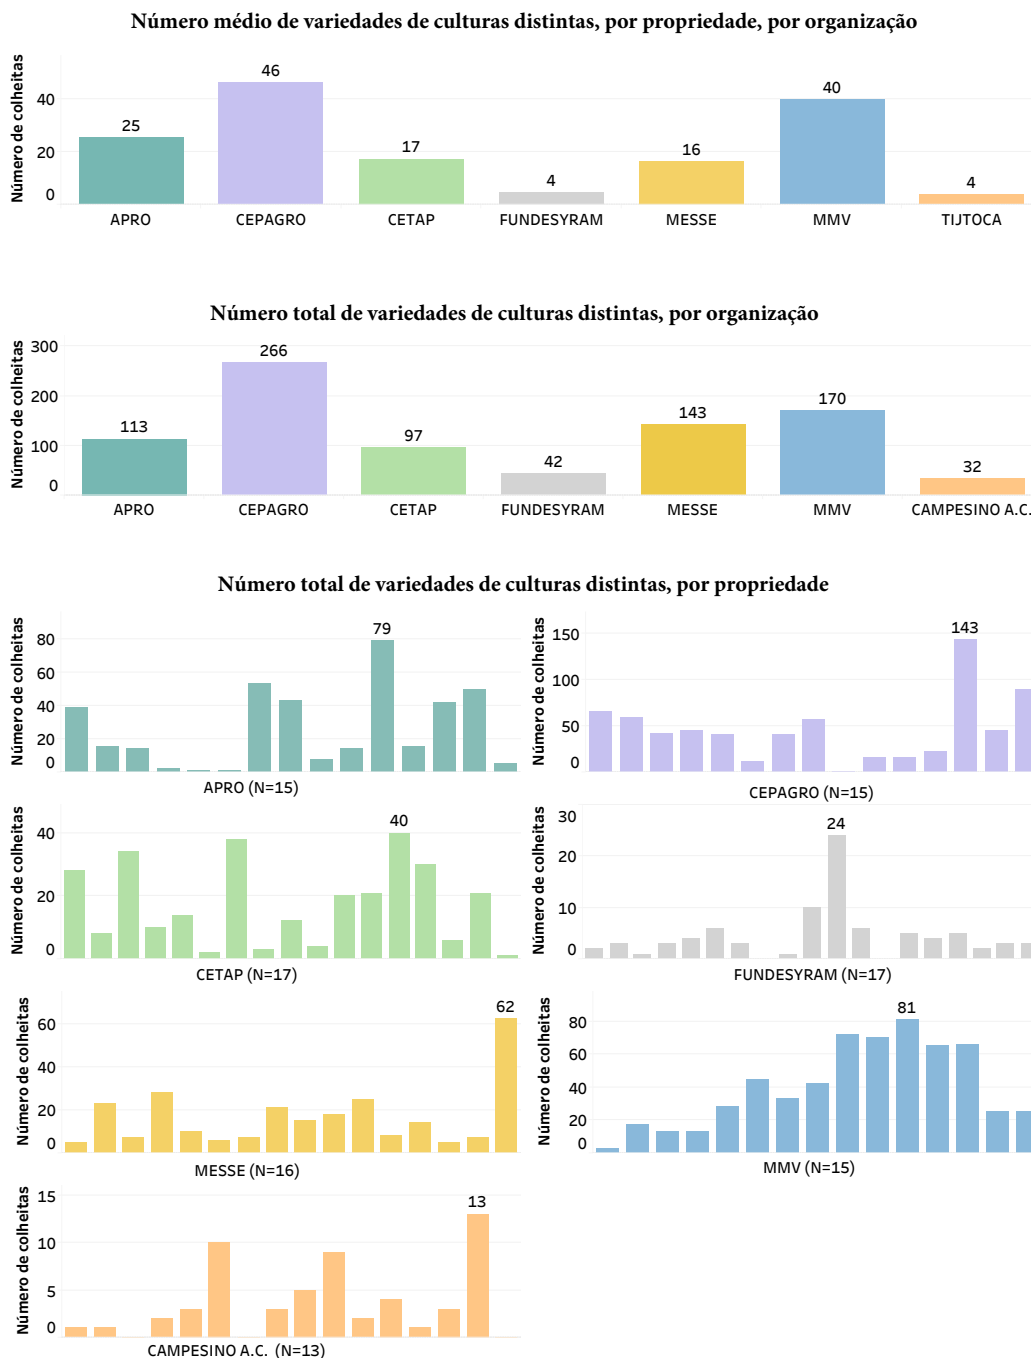 Número médio de variedades de culturas distintas, por propriedade, por organização
Número de colheitas
40
20
0
25
46
17
4
16
40
4
APRO
CEPAGRO
CETAP
FUNDESYRAM
MESSE
MMV
TIJTOCA
Número total de variedades de culturas distintas, por organização
Número de colheitas
300
200
100
0
113
266
97
42
143
170
32
APRO
CEPAGRO
CETAP
FUNDESYRAM
MESSE
MMV
CAMPESINO A.C.
Número total de variedades de culturas distintas, por propriedade
Número de colheitas
80
60
40
20
0
79
APRO (N=15)
Número de colheitas
150
100
50
0
143
CEPAGRO (N=15)
Número de colheitas
40
20
0
40
CETAP (N=17)
Número de colheitas
30
20
10
0
24
FUNDESYRAM (N=17)
Número de colheitas
60
40
20
0
62
MESSE (N=16)
Número de colheitas
80
60
40
20
0
81
MMV (N=15)
Número de colheitas
15
10
5
0
13
CAMPESINO A.C. (N=13)